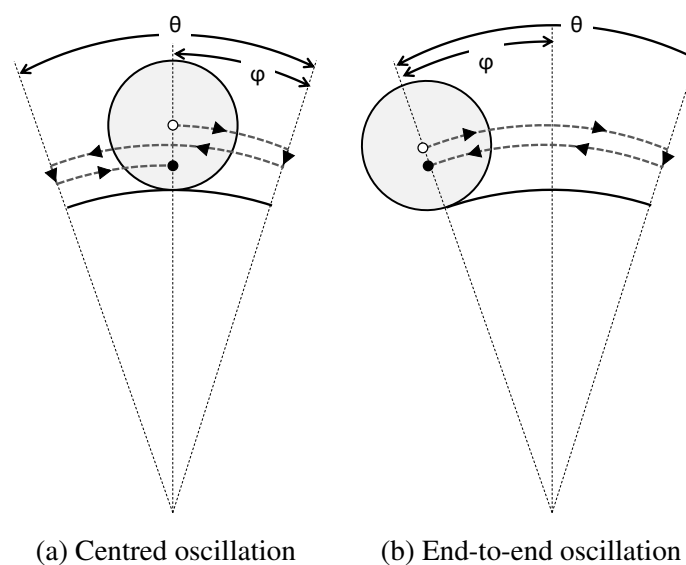 θ
φ
θ
φ
(a) Centred oscillation
(b) End-to-end oscillation